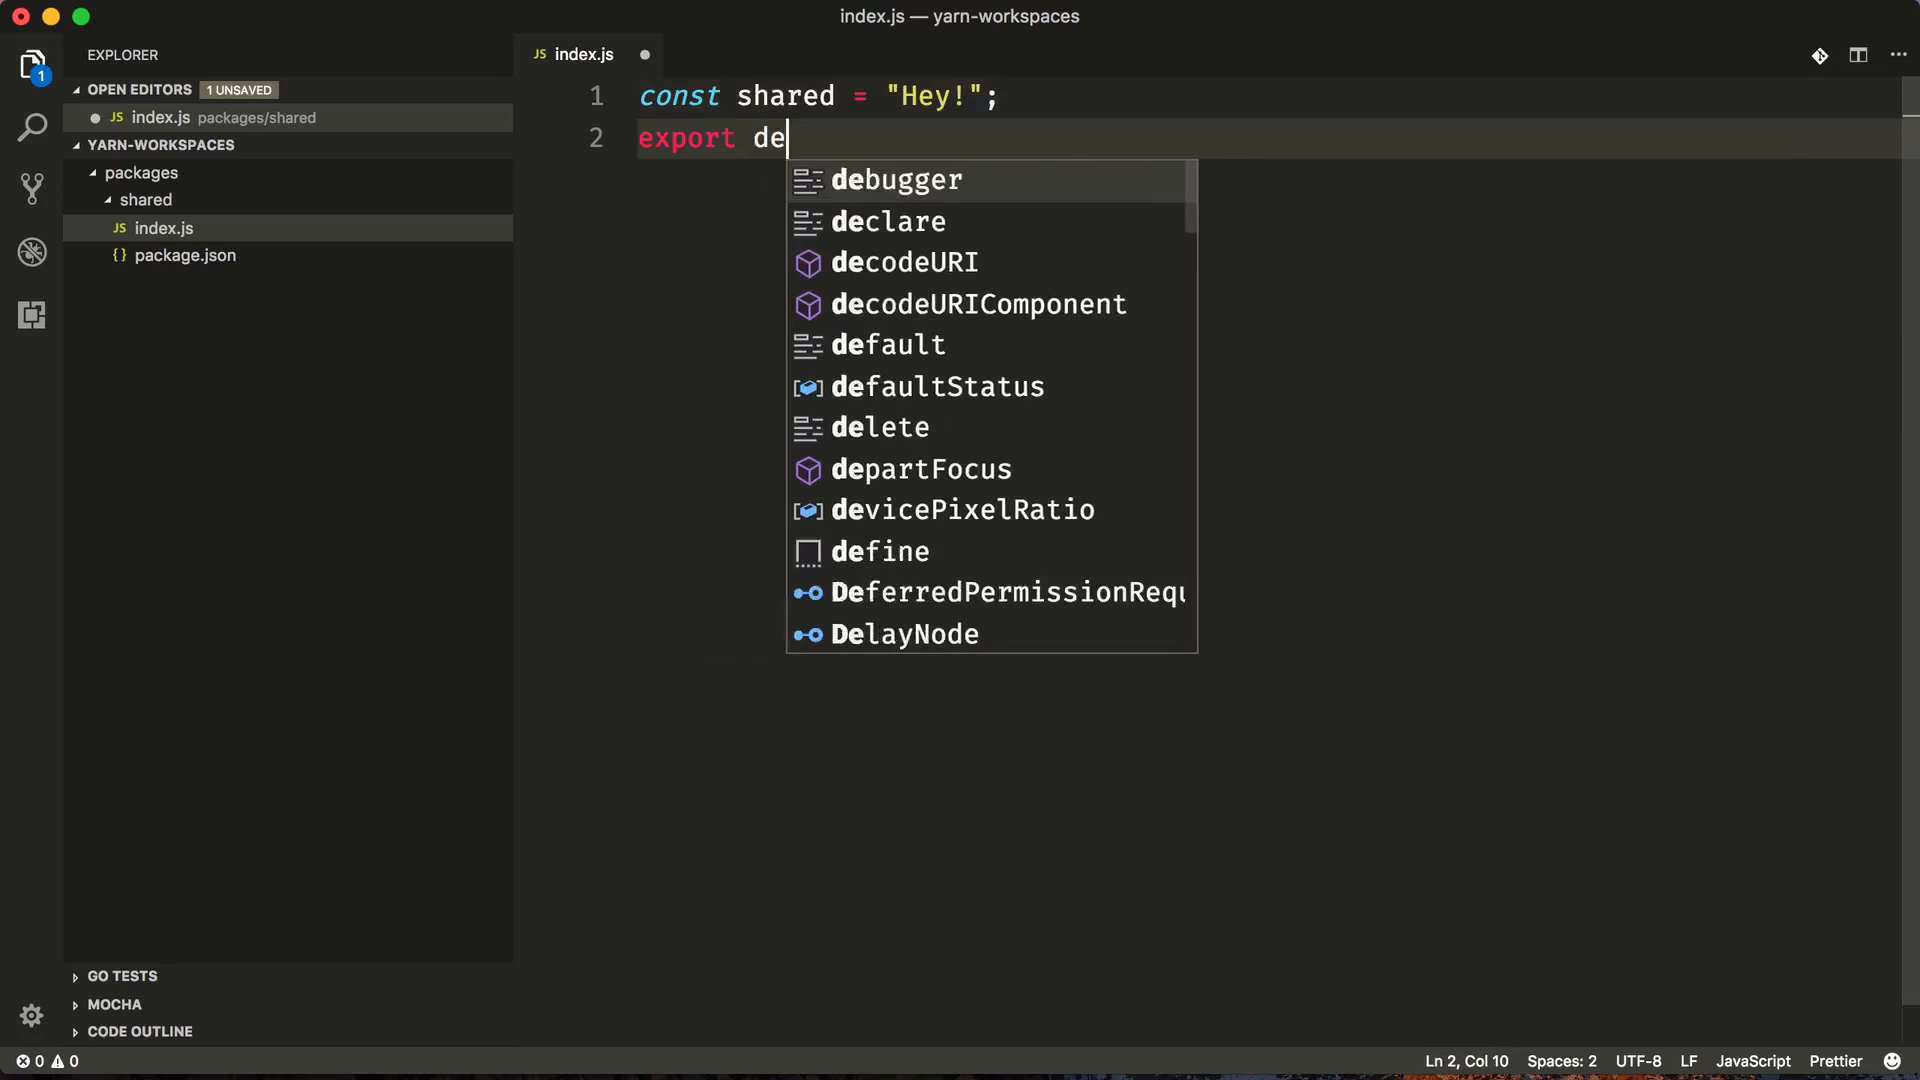 index.js — yarn-workspaces
EXPLORER
OPEN EDITORS 1 UNSAVED
JS index.js packages/shared
YARN-WORKSPACES
packages
shared
JS index.js
{} package.json
GO TESTS
MOCHA
CODE OUTLINE
1
JS index.js
1 const shared = "Hey!";
2 export de
debugger
declare
decodeURI
decodeURIComponent
default
defaultStatus
delete
departFocus
devicePixelRatio
define
DeferredPermissionRequ
DelayNode
0 0 Ln 2, Col 10 Spaces: 2 UTF-8 LF JavaScript Prettier